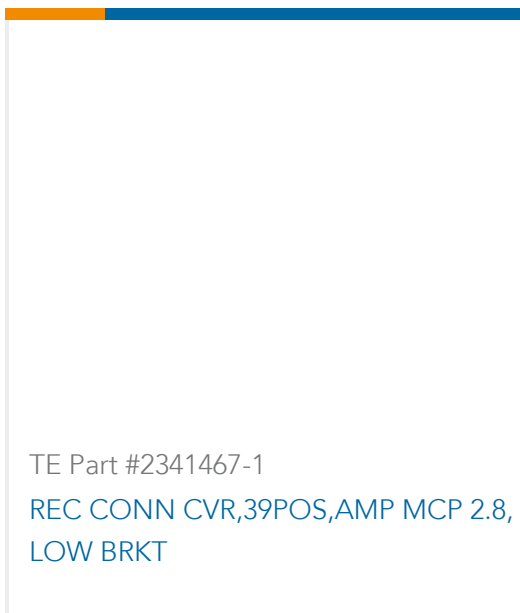 TE Part #2341467-1
REC CONN CVR,39POS,AMP MCP 2.8,
LOW BRKT